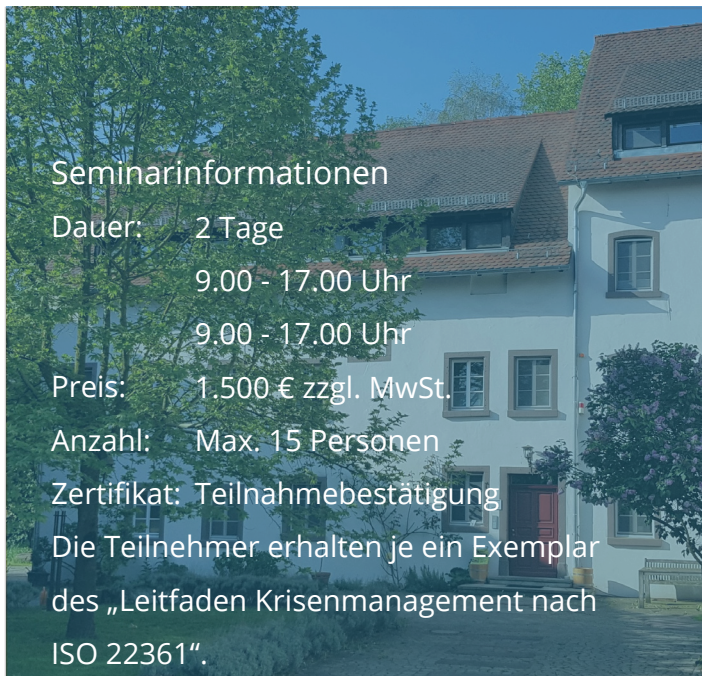 Seminarinformationen
Dauer: 2 Tage
9.00 - 17.00 Uhr
9.00 - 17.00 Uhr
Preis: 1.500 € zzgl. MwSt.
Anzahl: Max. 15 Personen
Zertifikat: Teilnahmebestätigung
Die Teilnehmer erhalten je ein Exemplar
des „Leitfaden Krisenmanagement nach
ISO 22361“.